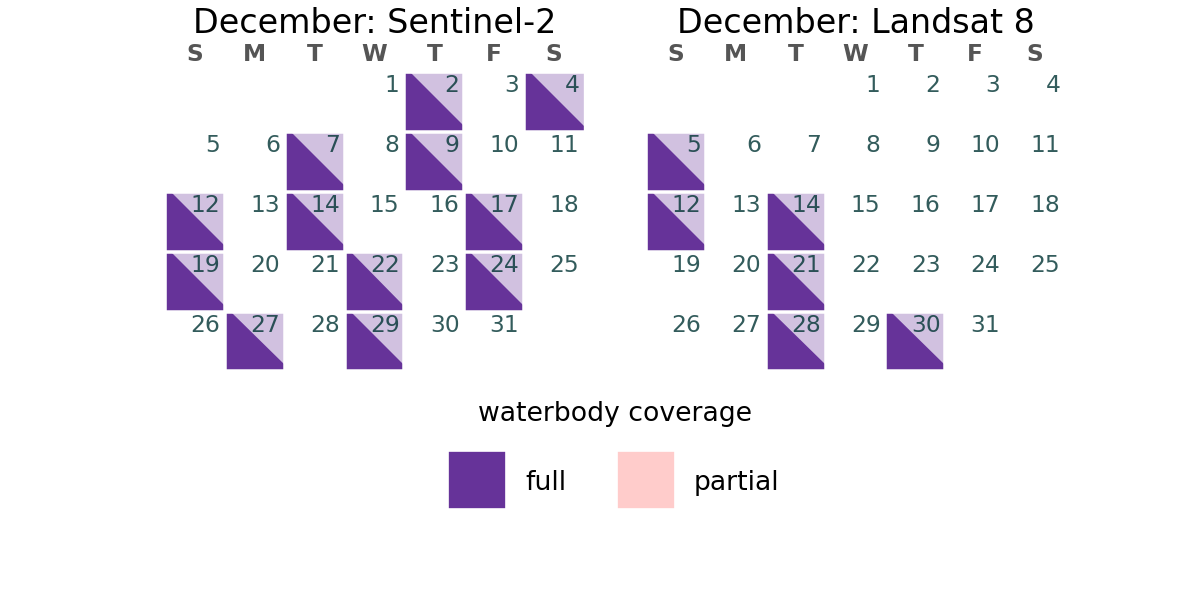 December: Sentinel-2
S M T W T F S
1 2 3 4
5 6 7 8 9 10 11
12 13 14 15 16 17 18
19 20 21 22 23 24 25
26 27 28 29 30 31
December: Landsat 8
S M T W T F S
1 2 3 4
5 6 7 8 9 10 11
12 13 14 15 16 17 18
19 20 21 22 23 24 25
26 27 28 29 30 31
waterbody coverage
full partial